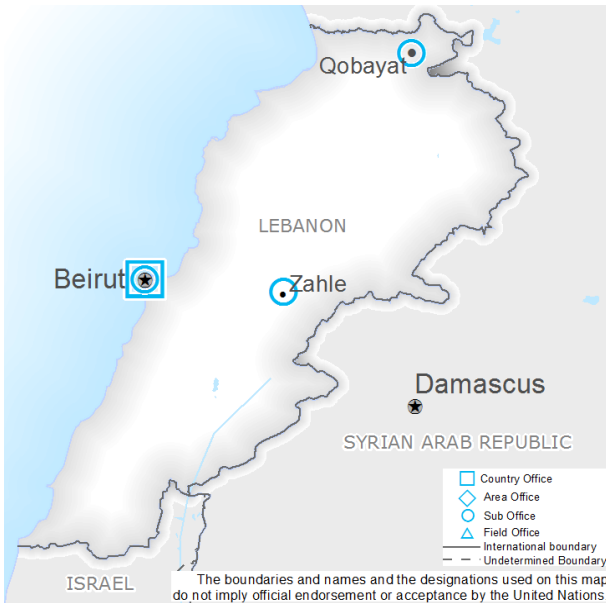 Qobayat
LEBANON
Beirut
Zahle
Damascus
SYRIAN ARAB REPUBLIC
Country Office
Area Office
Sub Office
Field Office
International boundary
Undetermined Boundary
ISRAEL
The boundaries and names and the designations used on this map
do not imply official endorsement or acceptance by the United Nations